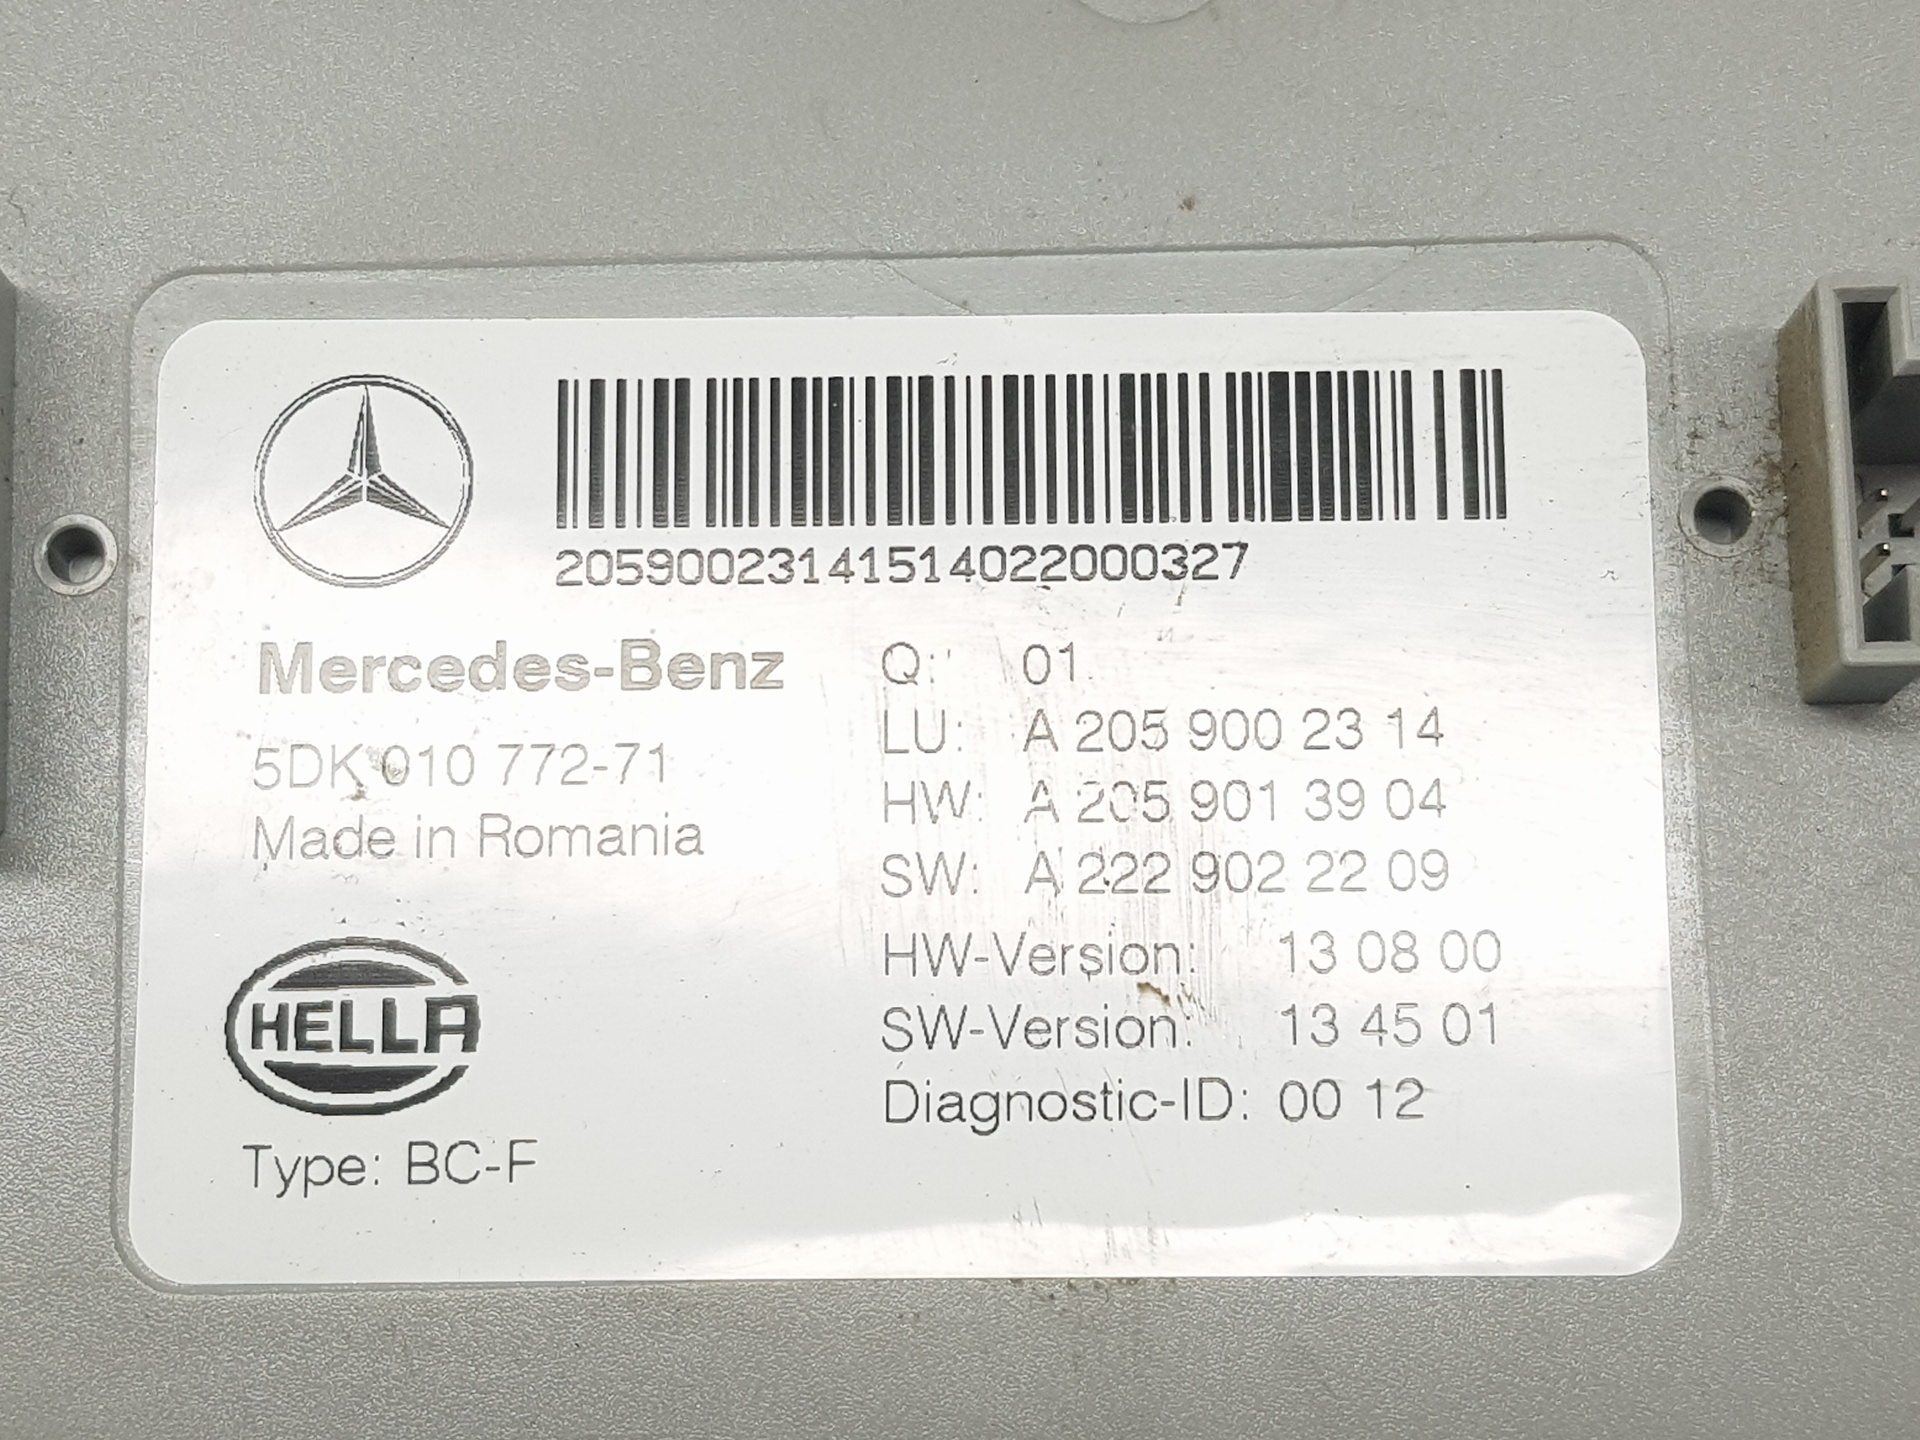 20590023141514022000327
Mercedes-Benz
5DK 010 772-71
Made in Romania
HELLA
Type: BC-F
Q: 01
LU: A 205 900 23 14
HW: A 205 901 39 04
SW: A 222 902 22 09
HW-Version: 13 08 00
SW-Version: 13 45 01
Diagnostic-ID: 00 12